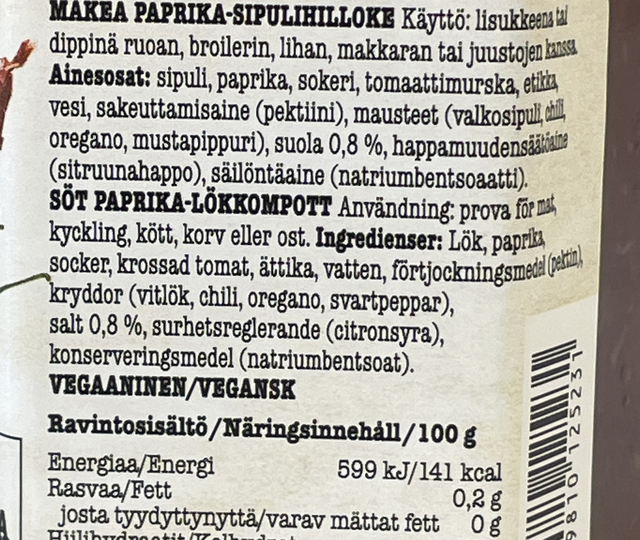 MAKEA PAPRIKA-SIPULIHILLOKE Käyttö: lisukkeena tai
dippinä ruoan, broilerin, lihan, makkaran tai juustojen kanssa.
Ainesosat: sipuli, paprika, sokeri, tomaattimurska, etikka,
vesi, sakeuttamisaine (pektiini), mausteet (valkosipuli, chili,
oregano, mustapippuri), suola 0,8 %, happamuudensäätöaine
(sitruunahappo), säilöntäaine (natriumbentsoaatti).
SÖT PAPRIKA-LÖKKOMPOTT Användning: prova för mat,
kyckling, kött, korv eller ost. Ingredienser: Lök, paprika,
socker, krossad tomat, ättika, vatten, förtjockningsmedel (pektin),
kryddor (vitlök, chili, oregano, svartpeppar),
salt 0,8 %, surhetsreglerande (citronsyra),
konserveringsmedel (natriumbentsoat).
VEGAANINEN/VEGANSK
Ravintosisältö/Näringsinnehåll/100 g
Energiaa/Energi 599 kJ/141 kcal
Rasvaa/Fett 0,2 g
josta tyydyttynyttä/varav mättat fett 0 g
Hiilihydraatit/Kolhydrat
9810 125231